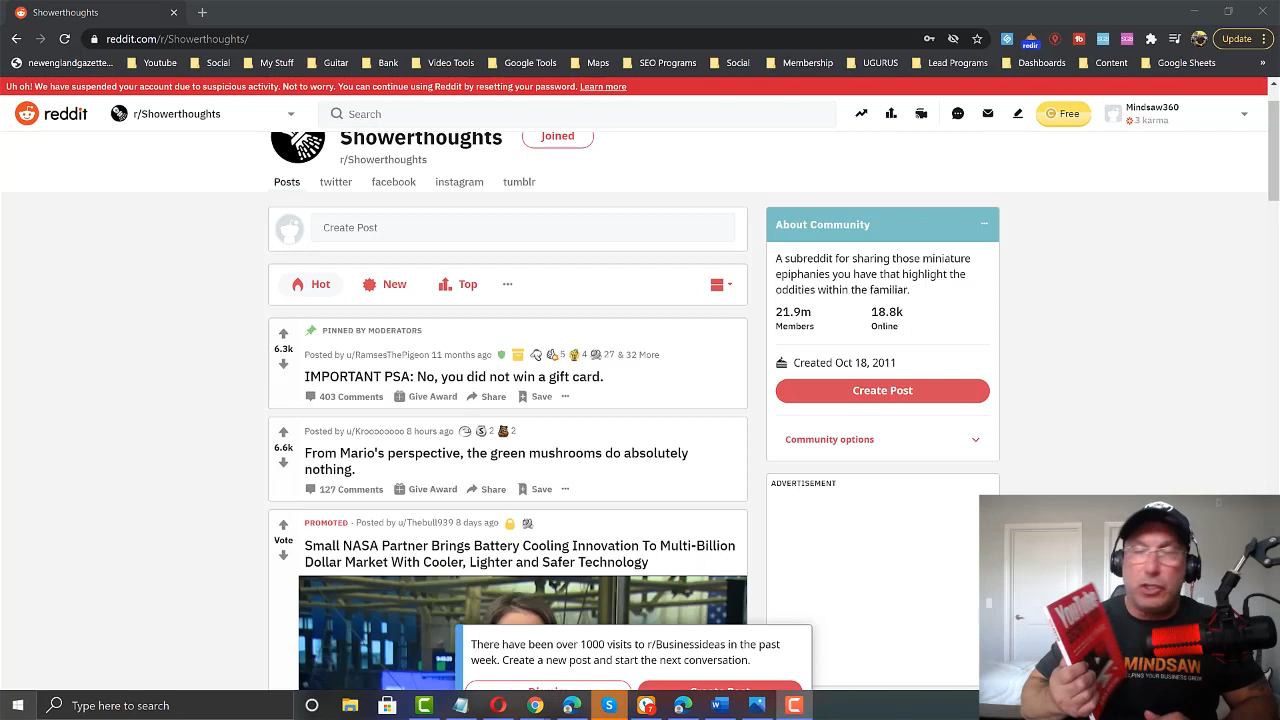 Showerthoughts
reddit.com/r/Showerthoughts/
redir
Update
newenglandgazette...
Youtube
Social
My Stuff
Guitar
Bank
Video Tools
Google Tools
Maps
SEO Programs
Social
Membership
UGURUS
Lead Programs
Dashboards
Content
Google Sheets
Uh oh! We have suspended your account due to suspicious activity. Not to worry. You can continue using Reddit by resetting your password. Learn more
reddit
r/Showerthoughts
Search
Free
Mindsaw360
3 karma
Showerthoughts
Joined
r/Showerthoughts
Posts
twitter
facebook
instagram
tumblr
Create Post
Hot
New
Top
PINNED BY MODERATORS
6.3k
Posted by u/RamsesThePigeon 11 months ago
5
4
27 & 32 More
IMPORTANT PSA: No, you did not win a gift card.
403 Comments
Give Award
Share
Save
6.6k
Posted by u/Krooooooo 8 hours ago
2
2
From Mario's perspective, the green mushrooms do absolutely
nothing.
127 Comments
Give Award
Share
Save
Vote
PROMOTED · Posted by u/Thebull939 8 days ago
Small NASA Partner Brings Battery Cooling Innovation To Multi-Billion
Dollar Market With Cooler, Lighter and Safer Technology
About Community
A subreddit for sharing those miniature
epiphanies you have that highlight the
oddities within the familiar.
21.9m
Members
18.8k
Online
Created Oct 18, 2011
Create Post
Community options
ADVERTISEMENT
There have been over 1000 visits to r/Businessideas in the past
week. Create a new post and start the next conversation.
YouTube
MINDSAW
HELPING YOUR BUSINESS GROW
Type here to search